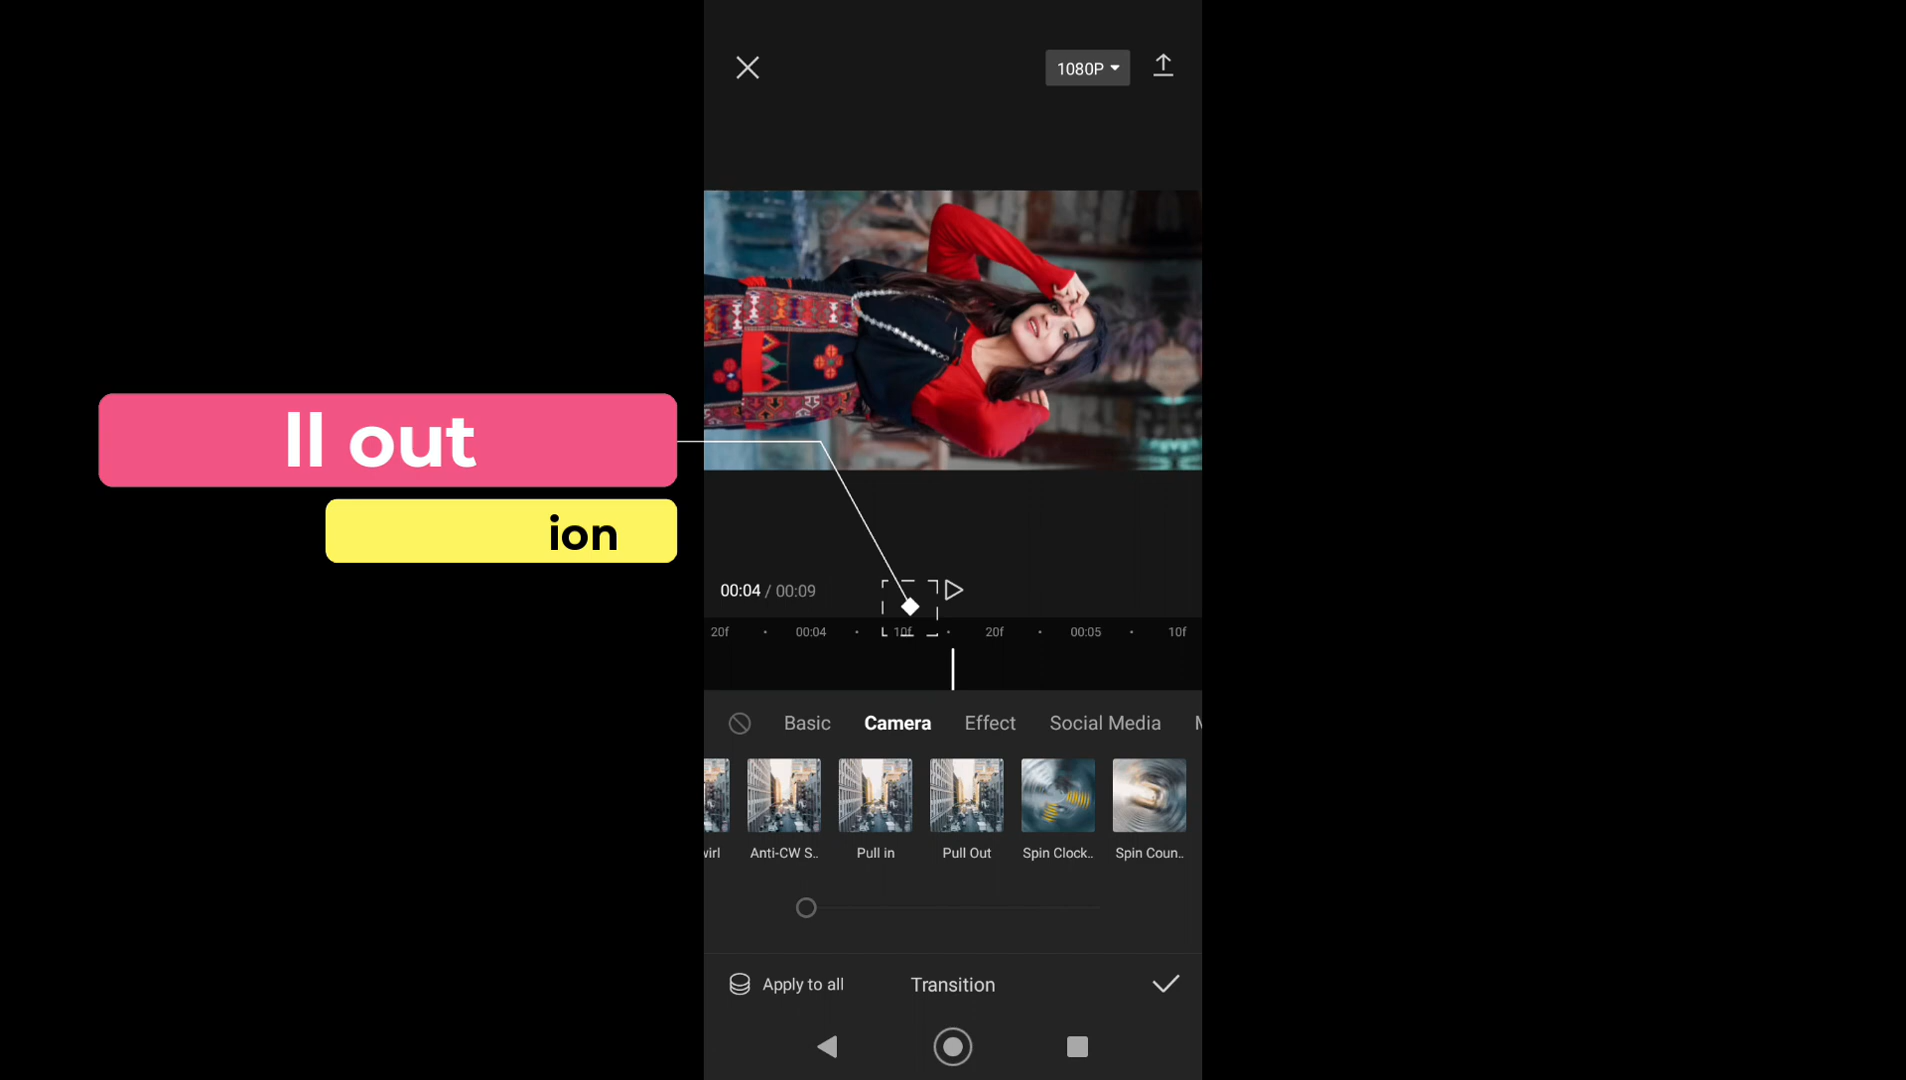 1080P
ll out
ion
00:04 / 00:09
20f 00:04 10f 20f 00:05 10f
Basic Camera Effect Social Media M
virl Anti-CW S.. Pull in Pull Out Spin Clock.. Spin Coun..
Apply to all Transition